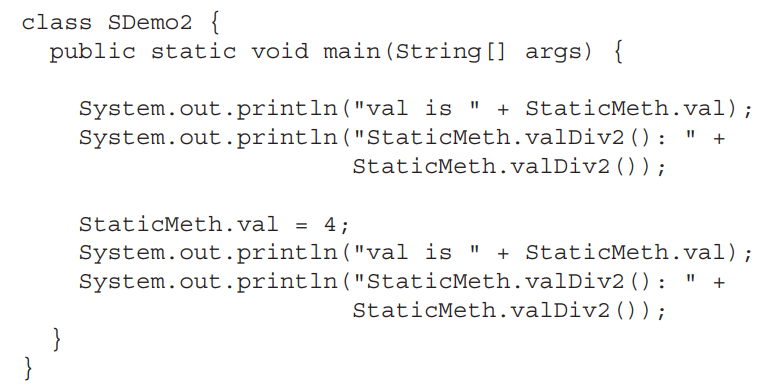 class SDemo2 {
  public static void main(String[] args) {

    System.out.println("val is " + StaticMeth.val);
    System.out.println("StaticMeth.valDiv2(): " +
                       StaticMeth.valDiv2());

    StaticMeth.val = 4;
    System.out.println("val is " + StaticMeth.val);
    System.out.println("StaticMeth.valDiv2(): " +
                       StaticMeth.valDiv2());
  }
}